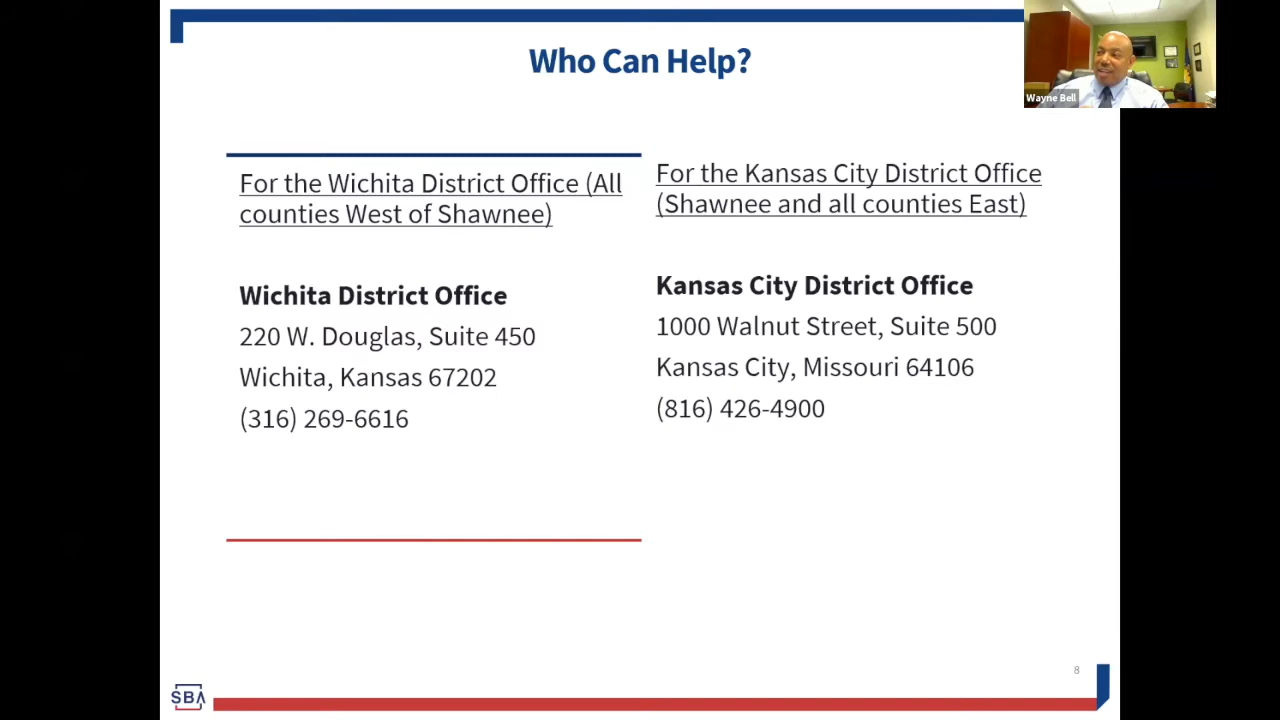 Who Can Help?
Wayne Bell
For the Wichita District Office (All
counties West of Shawnee)
Wichita District Office
220 W. Douglas, Suite 450
Wichita, Kansas 67202
(316) 269-6616
For the Kansas City District Office
(Shawnee and all counties East)
Kansas City District Office
1000 Walnut Street, Suite 500
Kansas City, Missouri 64106
(816) 426-4900
8
SBA